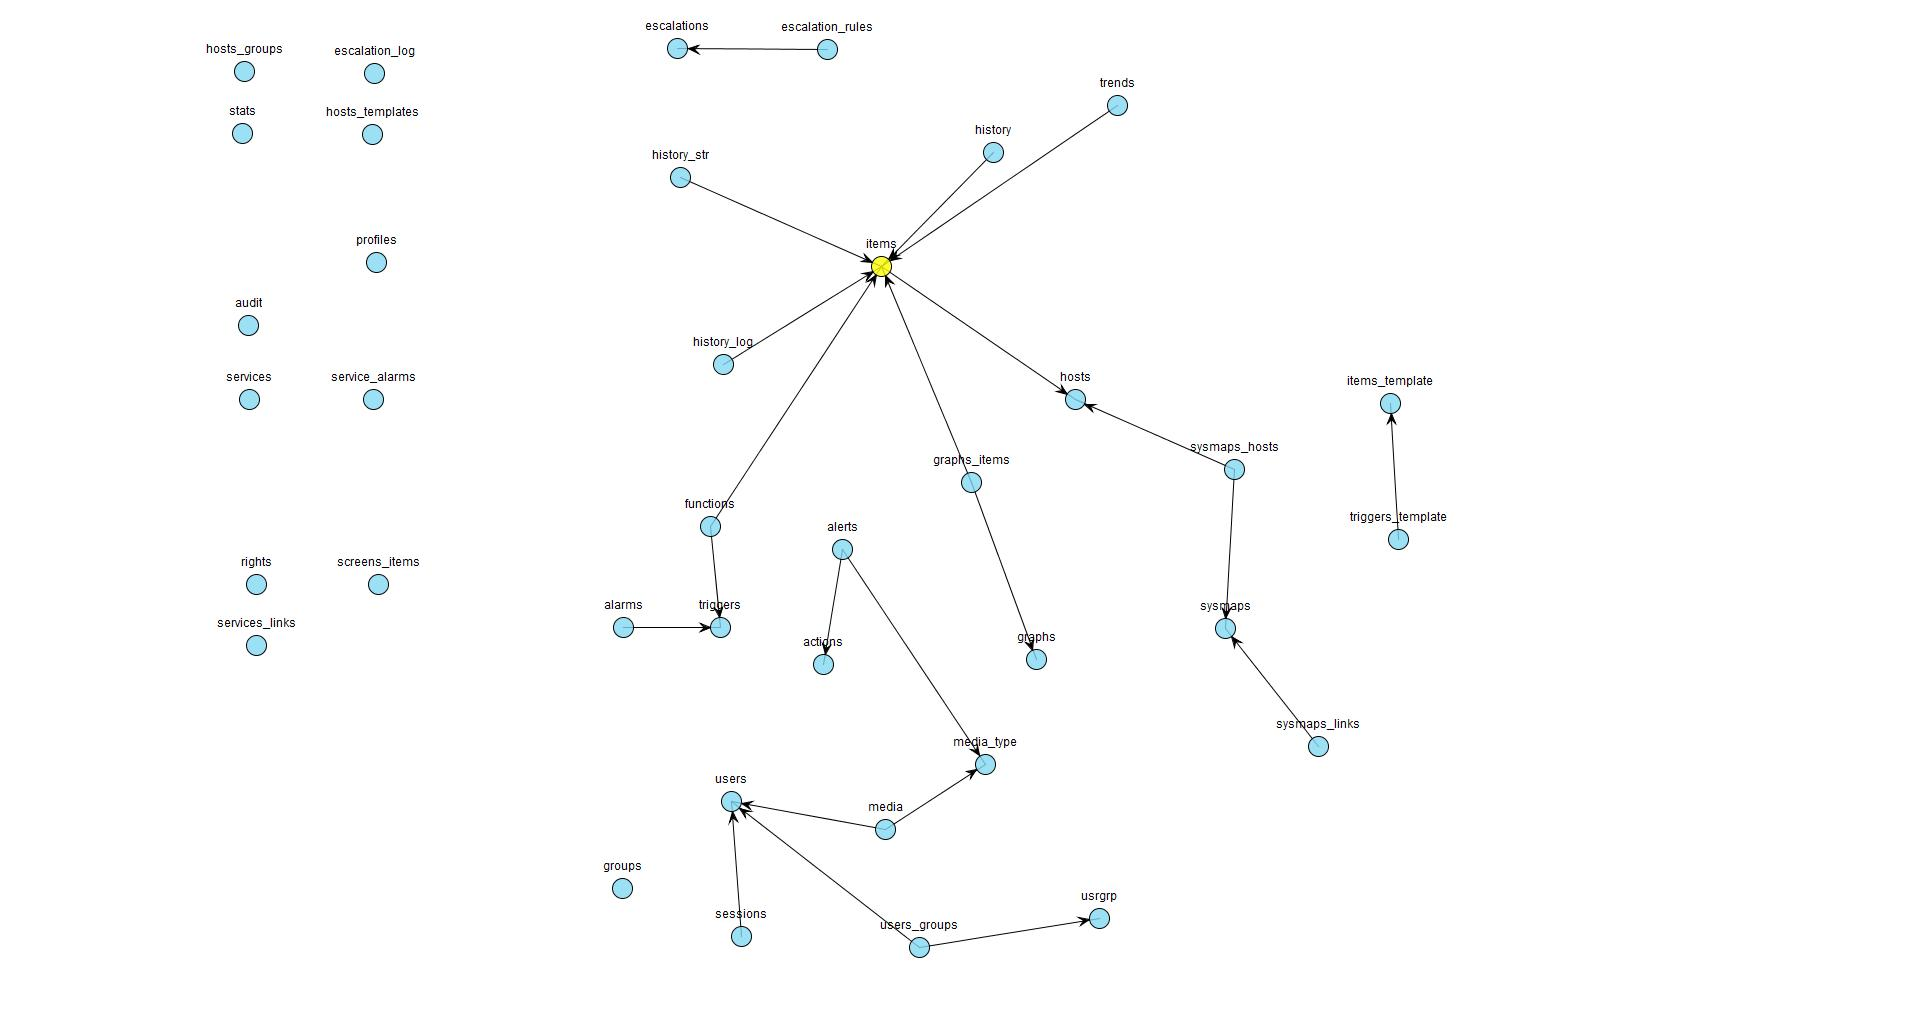 escalations
escalation_rules
hosts_groups
escalation_log
trends
stats
hosts_templates
history
history_str
profiles
items
audit
history_log
services
service_alarms
hosts
items_template
sysmaps_hosts
graphs_items
functions
triggers_template
alerts
rights
screens_items
alarms
triggers
sysmaps
services_links
actions
graphs
sysmaps_links
media_type
users
media
groups
usrgrp
sessions
users_groups